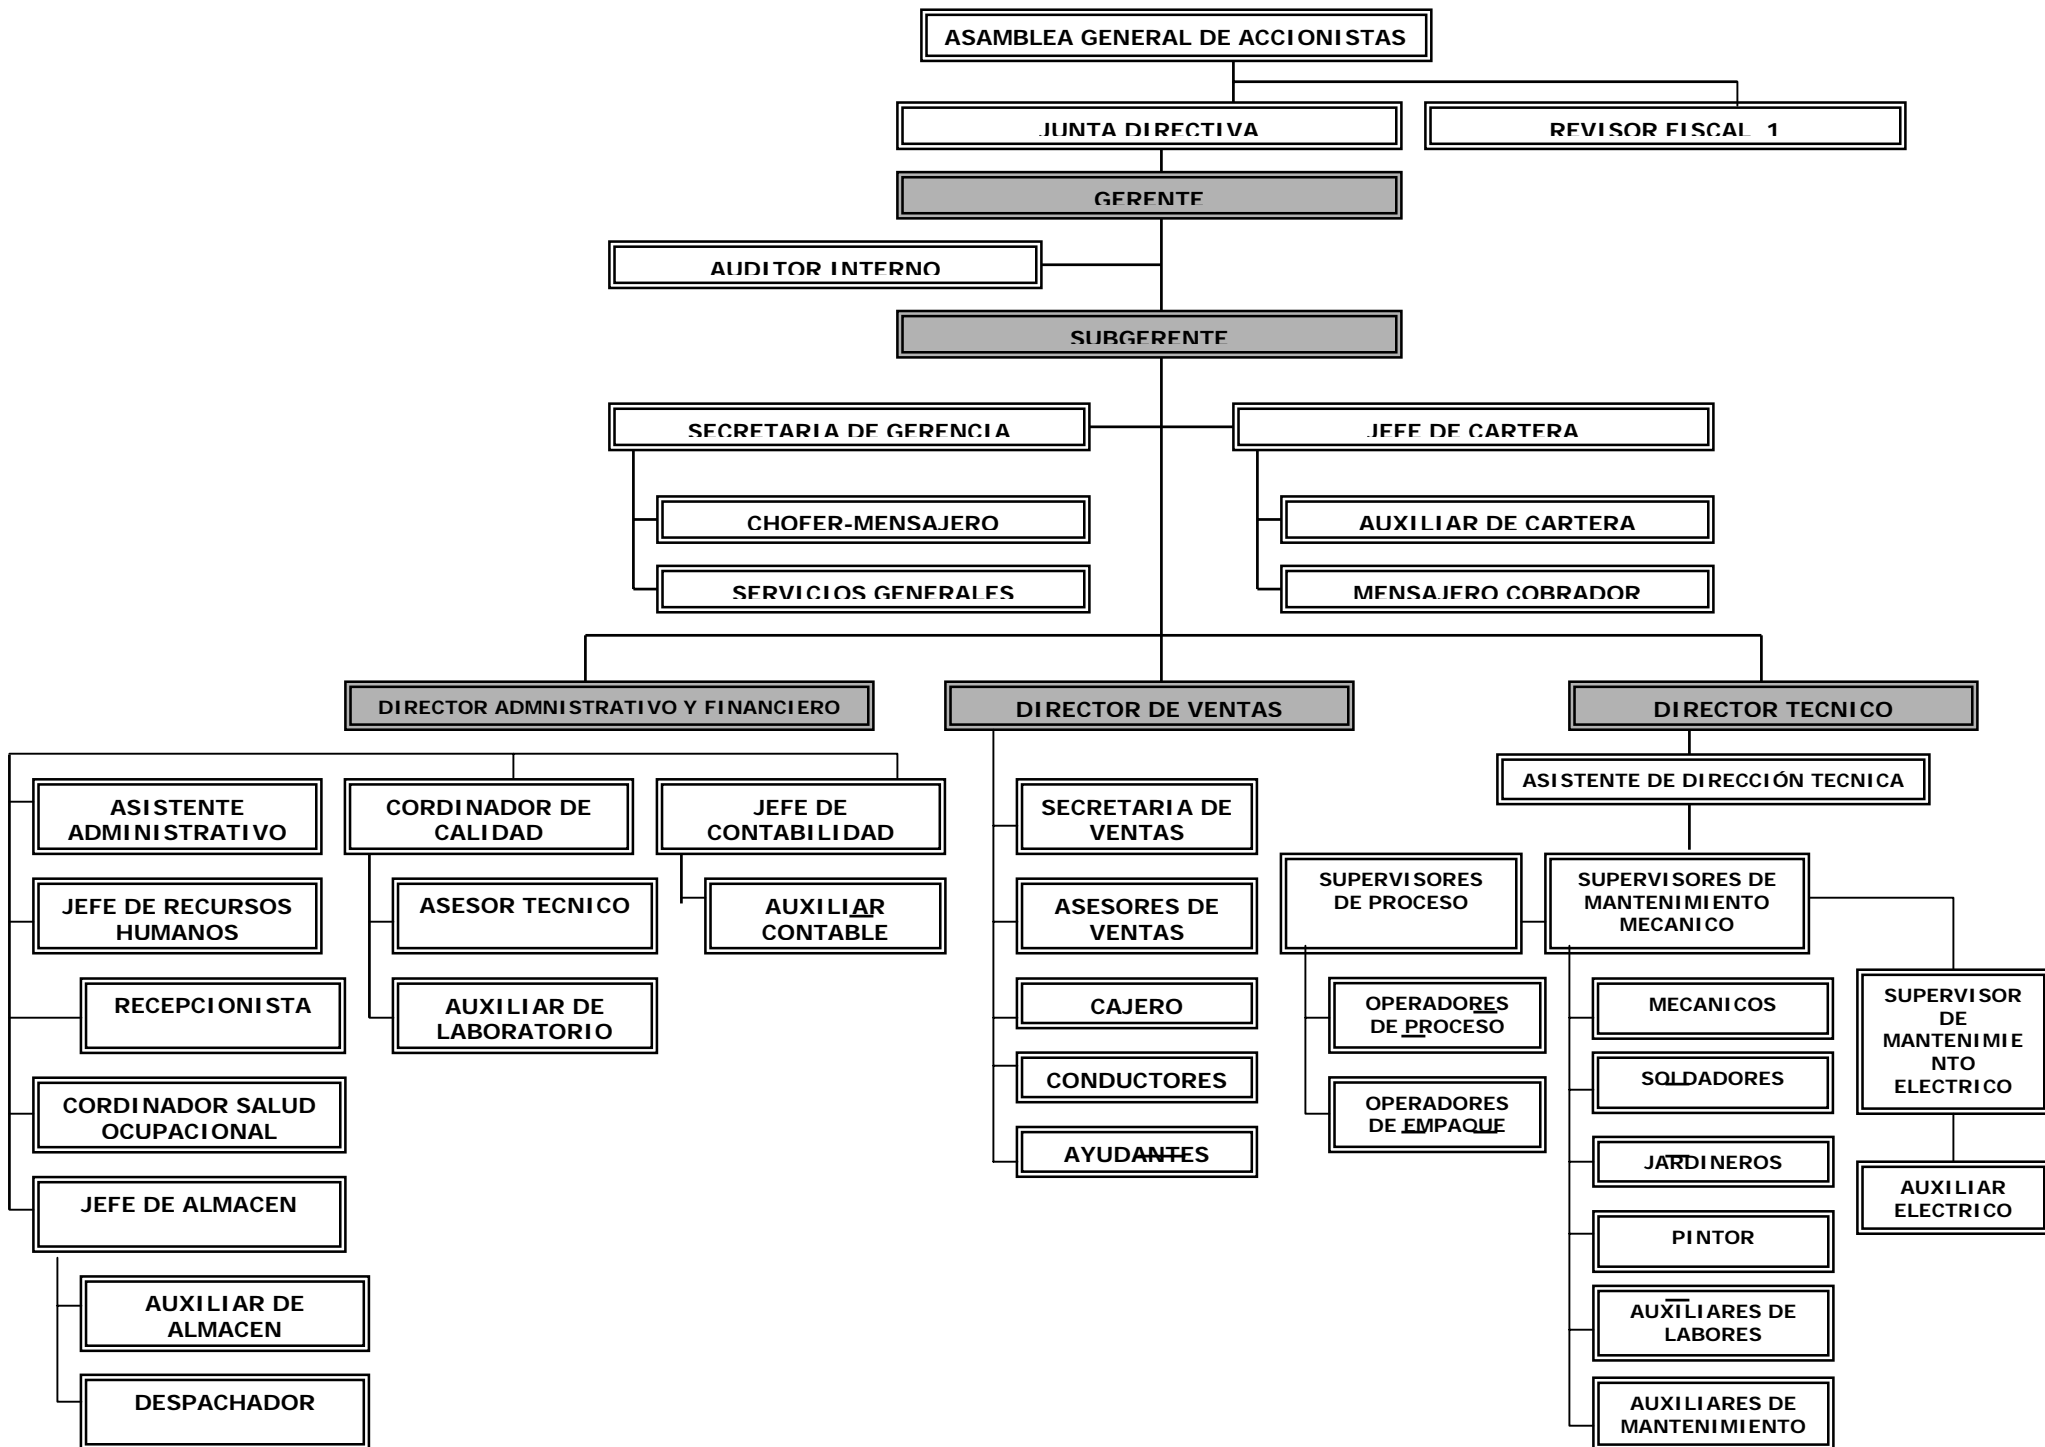 ASAMBLEA GENERAL DE ACCIONISTAS
JUNTA DIRECTIVA
REVISOR FISCAL 1
GERENTE
AUDITOR INTERNO
SUBGERENTE
SECRETARIA DE GERENCIA
JEFE DE CARTERA
CHOFER-MENSAJERO
AUXILIAR DE CARTERA
SERVICIOS GENERALES
MENSAJERO COBRADOR
DIRECTOR ADMNISTRATIVO Y FINANCIERO
DIRECTOR DE VENTAS
DIRECTOR TECNICO
ASISTENTE DE DIRECCIÓN TECNICA
ASISTENTE
ADMINISTRATIVO
CORDINADOR DE
CALIDAD
JEFE DE
CONTABILIDAD
SECRETARIA DE
VENTAS
SUPERVISORES
DE PROCESO
SUPERVISORES DE
MANTENIMIENTO
MECANICO
JEFE DE RECURSOS
HUMANOS
ASESOR TECNICO
AUXILIAR
CONTABLE
ASESORES DE
VENTAS
RECEPCIONISTA
AUXILIAR DE
LABORATORIO
CAJERO
OPERADORES
DE PROCESO
MECANICOS
SUPERVISOR
DE
MANTENIMIE
NTO
ELECTRICO
CORDINADOR SALUD
OCUPACIONAL
CONDUCTORES
OPERADORES
DE EMPAQUE
SOLDADORES
AYUDANTES
JARDINEROS
AUXILIAR
ELECTRICO
JEFE DE ALMACEN
PINTOR
AUXILIAR DE
ALMACEN
AUXILIARES DE
LABORES
DESPACHADOR
AUXILIARES DE
MANTENIMIENTO